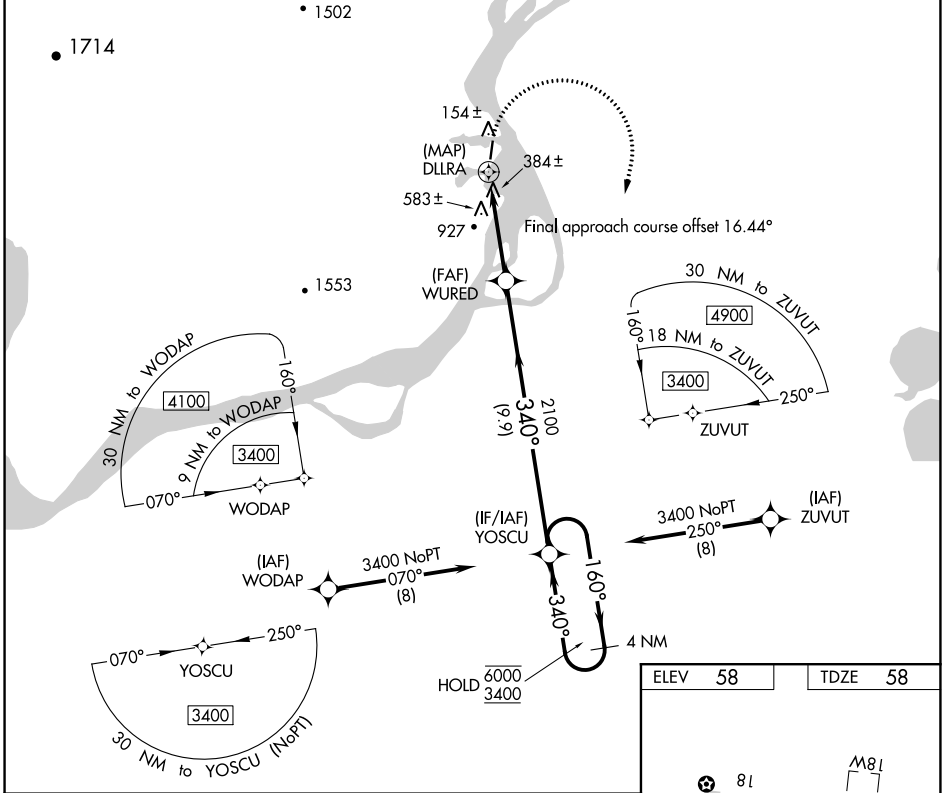 1502
1714
154±
(MAP)
DLLRA
384±
583±
927
Final approach course offset 16.44°
(FAF)
WURED
1553
30 NM to WODAP
4100
160°
9 NM to WODAP
3400
070°
WODAP
30 NM to ZUVUT
4900
160°
18 NM to ZUVUT
3400
250°
ZUVUT
2100
340°
(9.9)
(IF/IAF)
YOSCU
3400 NoPT
250°
(8)
(IAF)
ZUVUT
(IAF)
WODAP
3400 NoPT
070°
(8)
160°
340°
4 NM
HOLD 6000
3400
070°
250°
YOSCU
3400
30 NM to YOSCU (NoPT)
ELEV 58
TDZE 58
18
18W